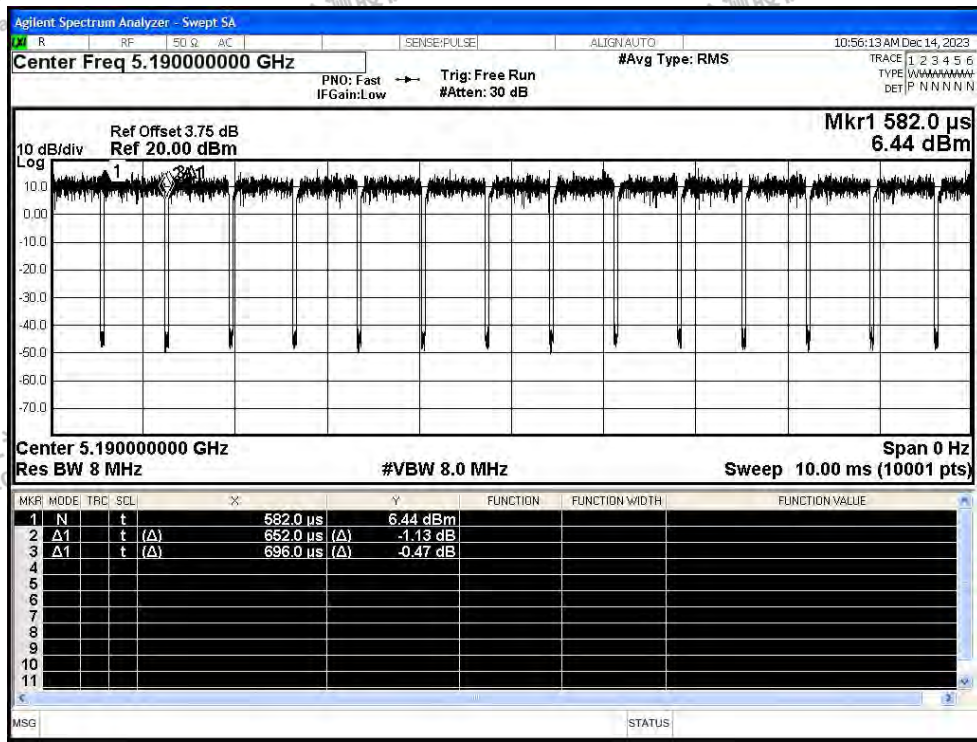 Agilent Spectrum Analyzer - Swept SA
LXI R RF 50 Ω AC SENSE:PULSE ALIGN AUTO 10:56:13 AM Dec 14, 2023
Center Freq 5.190000000 GHz
PNO: Fast
IFGain:Low
Trig: Free Run
#Atten: 30 dB
#Avg Type: RMS
TRACE 1 2 3 4 5 6
TYPE WWWWWW
DET P N N N N N
Mkr1 582.0 µs
6.44 dBm
Ref Offset 3.75 dB
10 dB/div Ref 20.00 dBm
Log
1
10.0
0.00
-10.0
-20.0
-30.0
-40.0
-50.0
-60.0
-70.0
Center 5.190000000 GHz Span 0 Hz
Res BW 8 MHz #VBW 8.0 MHz Sweep 10.00 ms (10001 pts)
MKR MODE TRC SCL X Y FUNCTION FUNCTION WIDTH FUNCTION VALUE
1 N t 582.0 µs 6.44 dBm
2 Δ1 t (Δ) 652.0 µs (Δ) -1.13 dB
3 Δ1 t (Δ) 696.0 µs (Δ) -0.47 dB
4
5
6
7
8
9
10
11
MSG STATUS